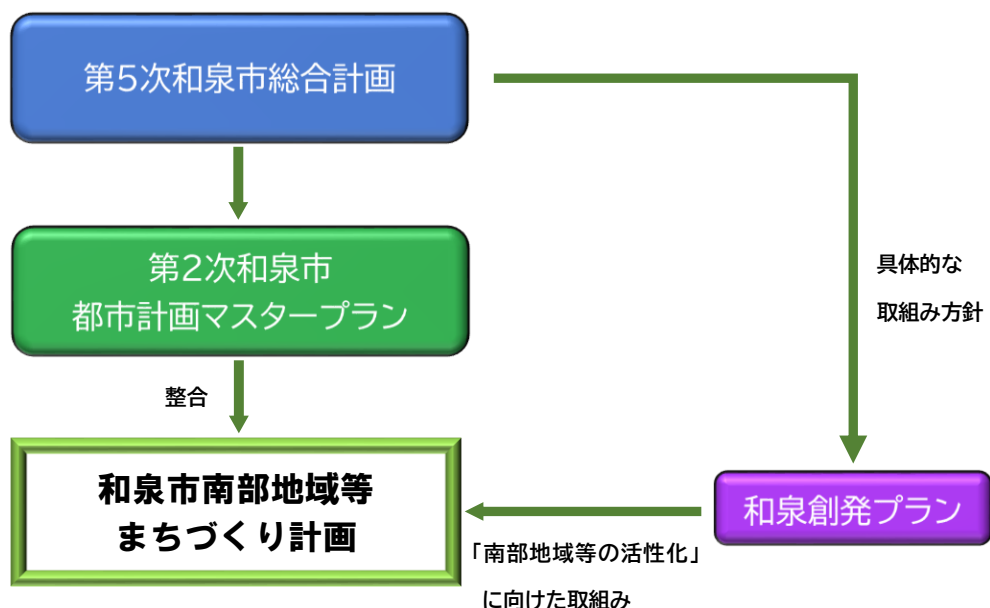 第5次和泉市総合計画
第2次和泉市
都市計画マスタープラン
整合
和泉市南部地域等
まちづくり計画
具体的な
取組み方針
和泉創発プラン
「南部地域等の活性化」
に向けた取組み